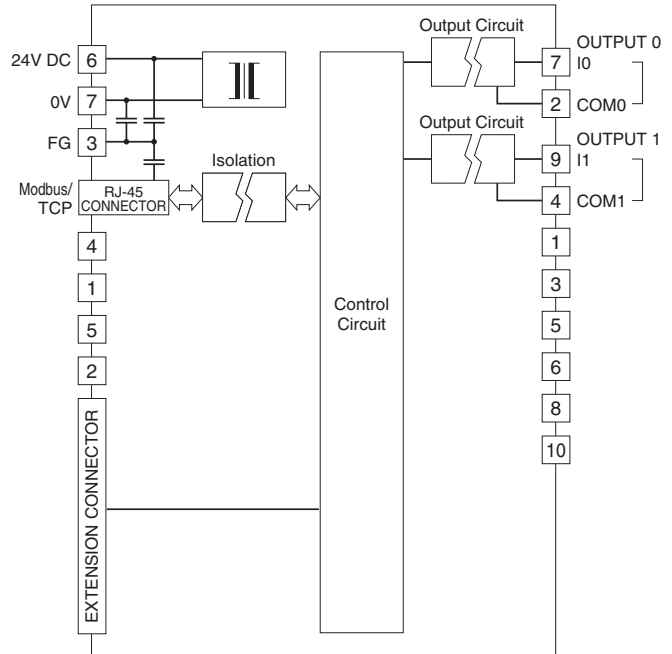 24V DC 6
0V 7
FG 3
Modbus/
TCP
RJ-45
CONNECTOR
4
1
5
2
EXTENSION CONNECTOR
Isolation
Control
Circuit
Output Circuit
OUTPUT 0
7 I0
2 COM0
Output Circuit
OUTPUT 1
9 I1
4 COM1
1
3
5
6
8
10